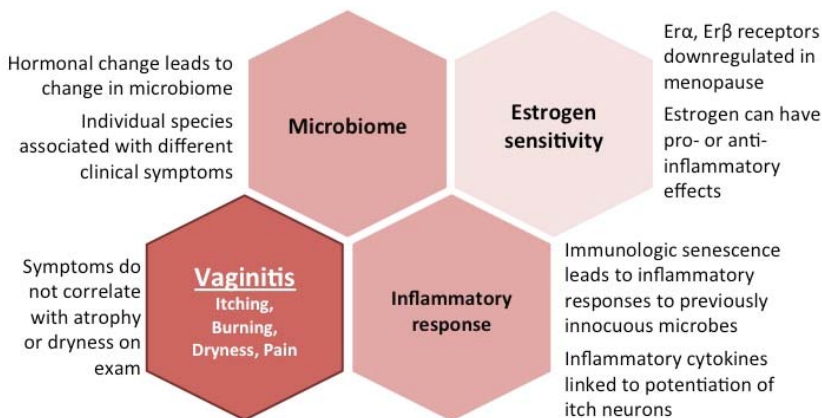 Hormonal change leads to
change in microbiome
Individual species
associated with different
clinical symptoms
Microbiome
Estrogen
sensitivity
Erα, Erβ receptors
downregulated in
menopause
Estrogen can have
pro- or anti-
inflammatory
effects
Symptoms do
not correlate
with atrophy
or dryness on
exam
Vaginitis
Itching,
Burning,
Dryness, Pain
Inflammatory
response
Immunologic senescence
leads to inflammatory
responses to previously
innocuous microbes
Inflammatory cytokines
linked to potentiation of
itch neurons